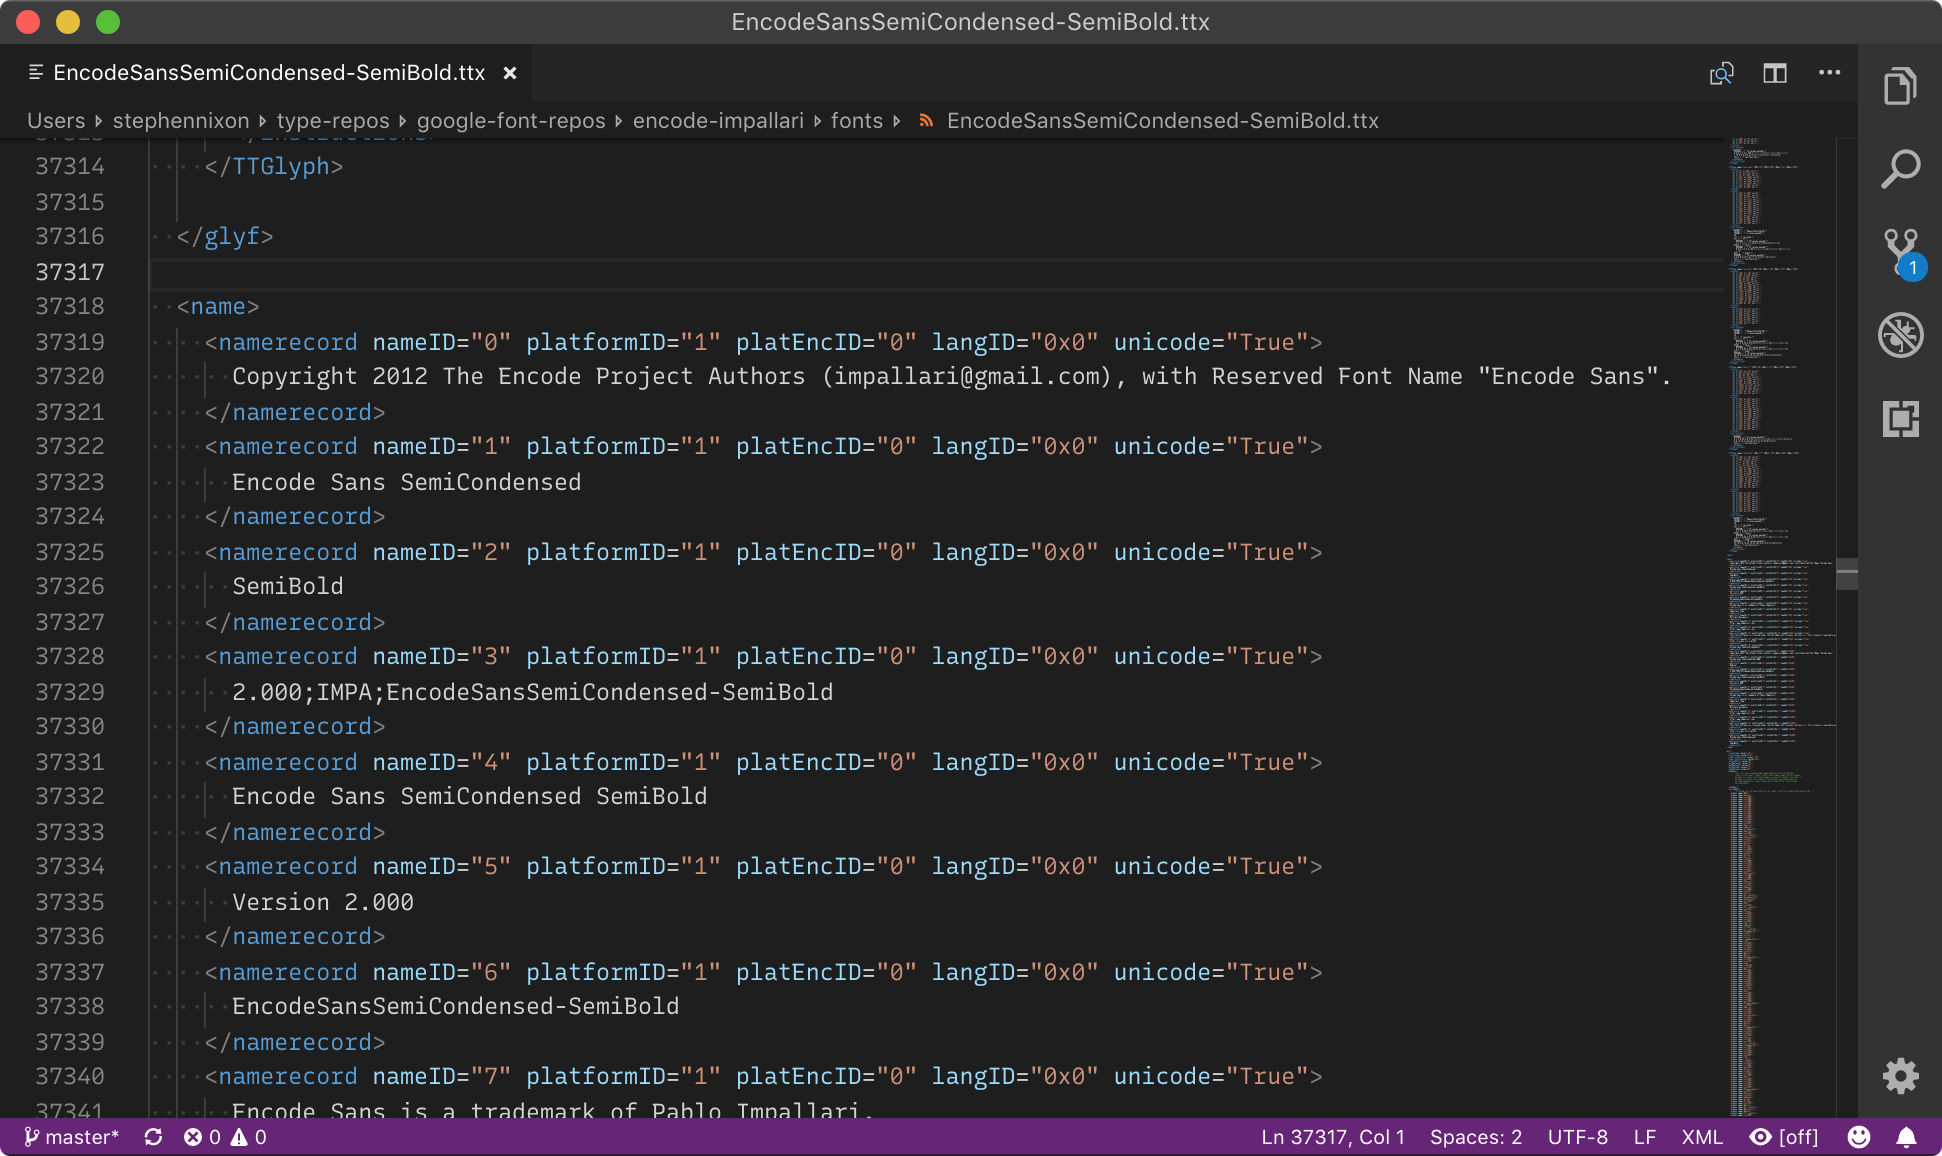 EncodeSansSemiCondensed-SemiBold.ttx
EncodeSansSemiCondensed-SemiBold.ttx
Users stephennixon type-repos google-font-repos encode-impallari fonts EncodeSansSemiCondensed-SemiBold.ttx
37314 </TTGlyph>
37315
37316 </glyf>
37317
37318 <name>
37319 <namerecord nameID="0" platformID="1" platEncID="0" langID="0x0" unicode="True">
37320 Copyright 2012 The Encode Project Authors (impallari@gmail.com), with Reserved Font Name "Encode Sans".
37321 </namerecord>
37322 <namerecord nameID="1" platformID="1" platEncID="0" langID="0x0" unicode="True">
37323 Encode Sans SemiCondensed
37324 </namerecord>
37325 <namerecord nameID="2" platformID="1" platEncID="0" langID="0x0" unicode="True">
37326 SemiBold
37327 </namerecord>
37328 <namerecord nameID="3" platformID="1" platEncID="0" langID="0x0" unicode="True">
37329 2.000;IMPA;EncodeSansSemiCondensed-SemiBold
37330 </namerecord>
37331 <namerecord nameID="4" platformID="1" platEncID="0" langID="0x0" unicode="True">
37332 Encode Sans SemiCondensed SemiBold
37333 </namerecord>
37334 <namerecord nameID="5" platformID="1" platEncID="0" langID="0x0" unicode="True">
37335 Version 2.000
37336 </namerecord>
37337 <namerecord nameID="6" platformID="1" platEncID="0" langID="0x0" unicode="True">
37338 EncodeSansSemiCondensed-SemiBold
37339 </namerecord>
37340 <namerecord nameID="7" platformID="1" platEncID="0" langID="0x0" unicode="True">
37341 Encode Sans is a trademark of Pablo Impallari.
1
master* 0 0 Ln 37317, Col 1 Spaces: 2 UTF-8 LF XML [off]